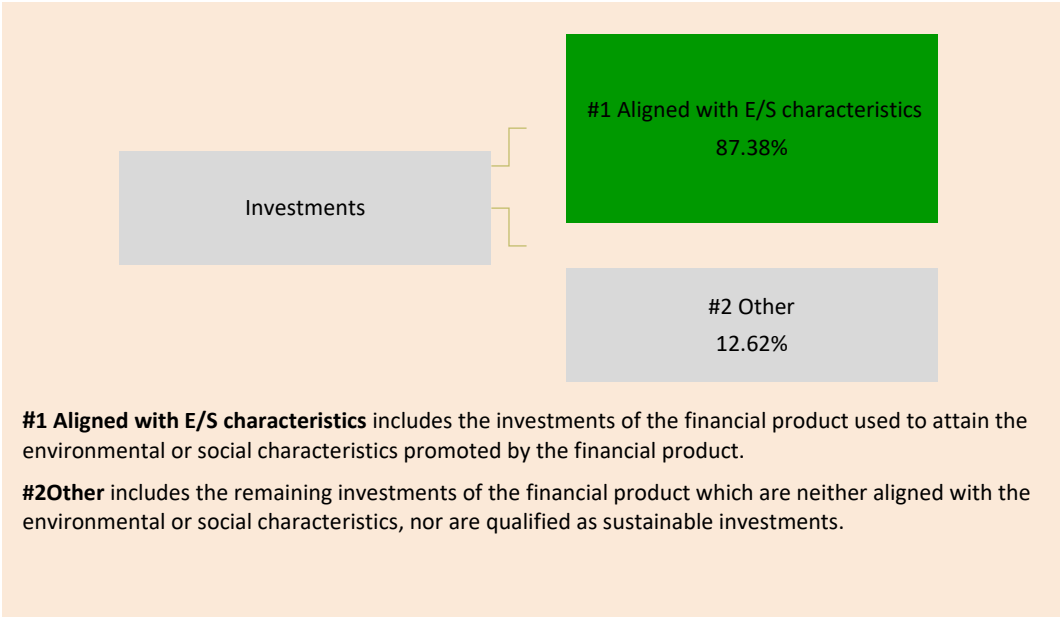 #1 Aligned with E/S characteristics
87.38%
Investments
#2 Other
12.62%
#1 Aligned with E/S characteristics includes the investments of the financial product used to attain the
environmental or social characteristics promoted by the financial product.
#2Other includes the remaining investments of the financial product which are neither aligned with the
environmental or social characteristics, nor are qualified as sustainable investments.